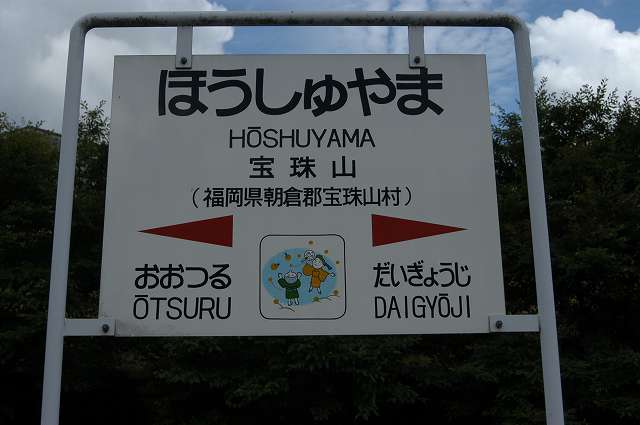 ほうしゅやま
HŌSHUYAMA
宝珠山
(福岡県朝倉郡宝珠山村)
おおつる
ŌTSURU
だいぎょうじ
DAIGYŌJI